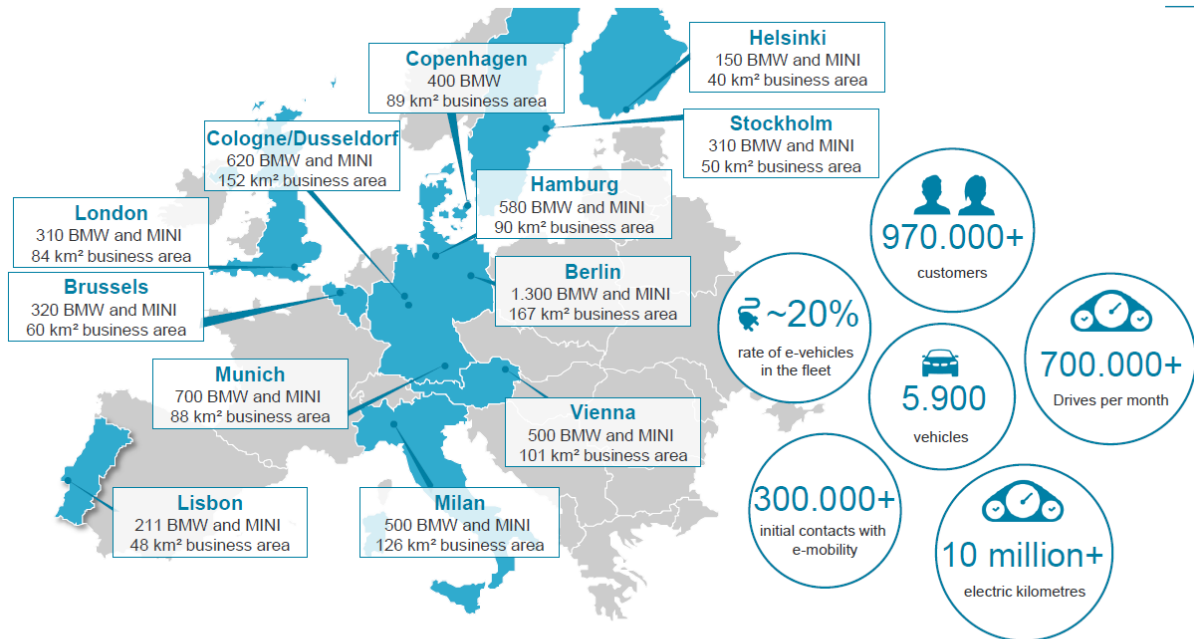 Helsinki
150 BMW and MINI
40 km² business area
Copenhagen
400 BMW
89 km² business area
Stockholm
310 BMW and MINI
50 km² business area
Cologne/Dusseldorf
620 BMW and MINI
152 km² business area
Hamburg
580 BMW and MINI
90 km² business area
London
310 BMW and MINI
84 km² business area
Berlin
1.300 BMW and MINI
167 km² business area
Brussels
320 BMW and MINI
60 km² business area
Munich
700 BMW and MINI
88 km² business area
Vienna
500 BMW and MINI
101 km² business area
Lisbon
211 BMW and MINI
48 km² business area
Milan
500 BMW and MINI
126 km² business area
970.000+
customers
~20%
rate of e-vehicles
in the fleet
700.000+
Drives per month
5.900
vehicles
300.000+
initial contacts with
e-mobility
10 million+
electric kilometres